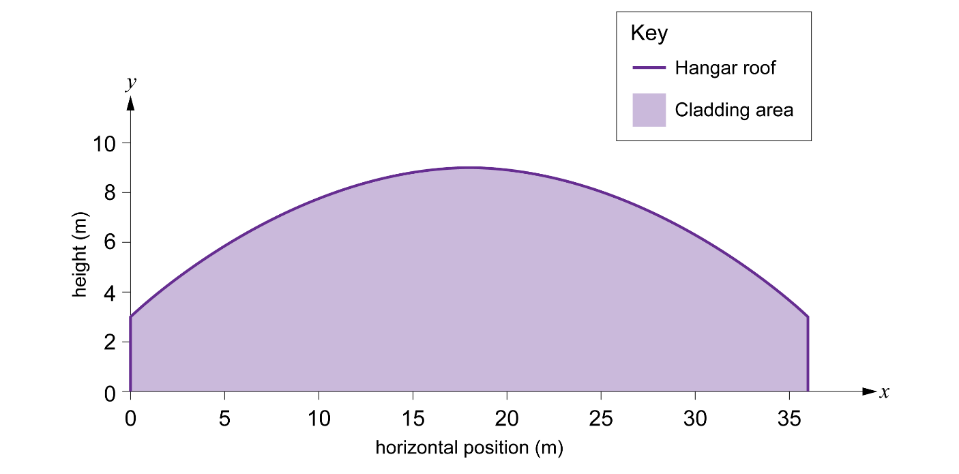 Key
Hangar roof
Cladding area
y
10
8
6
4
2
0
height (m)
0 5 10 15 20 25 30 35
x
horizontal position (m)